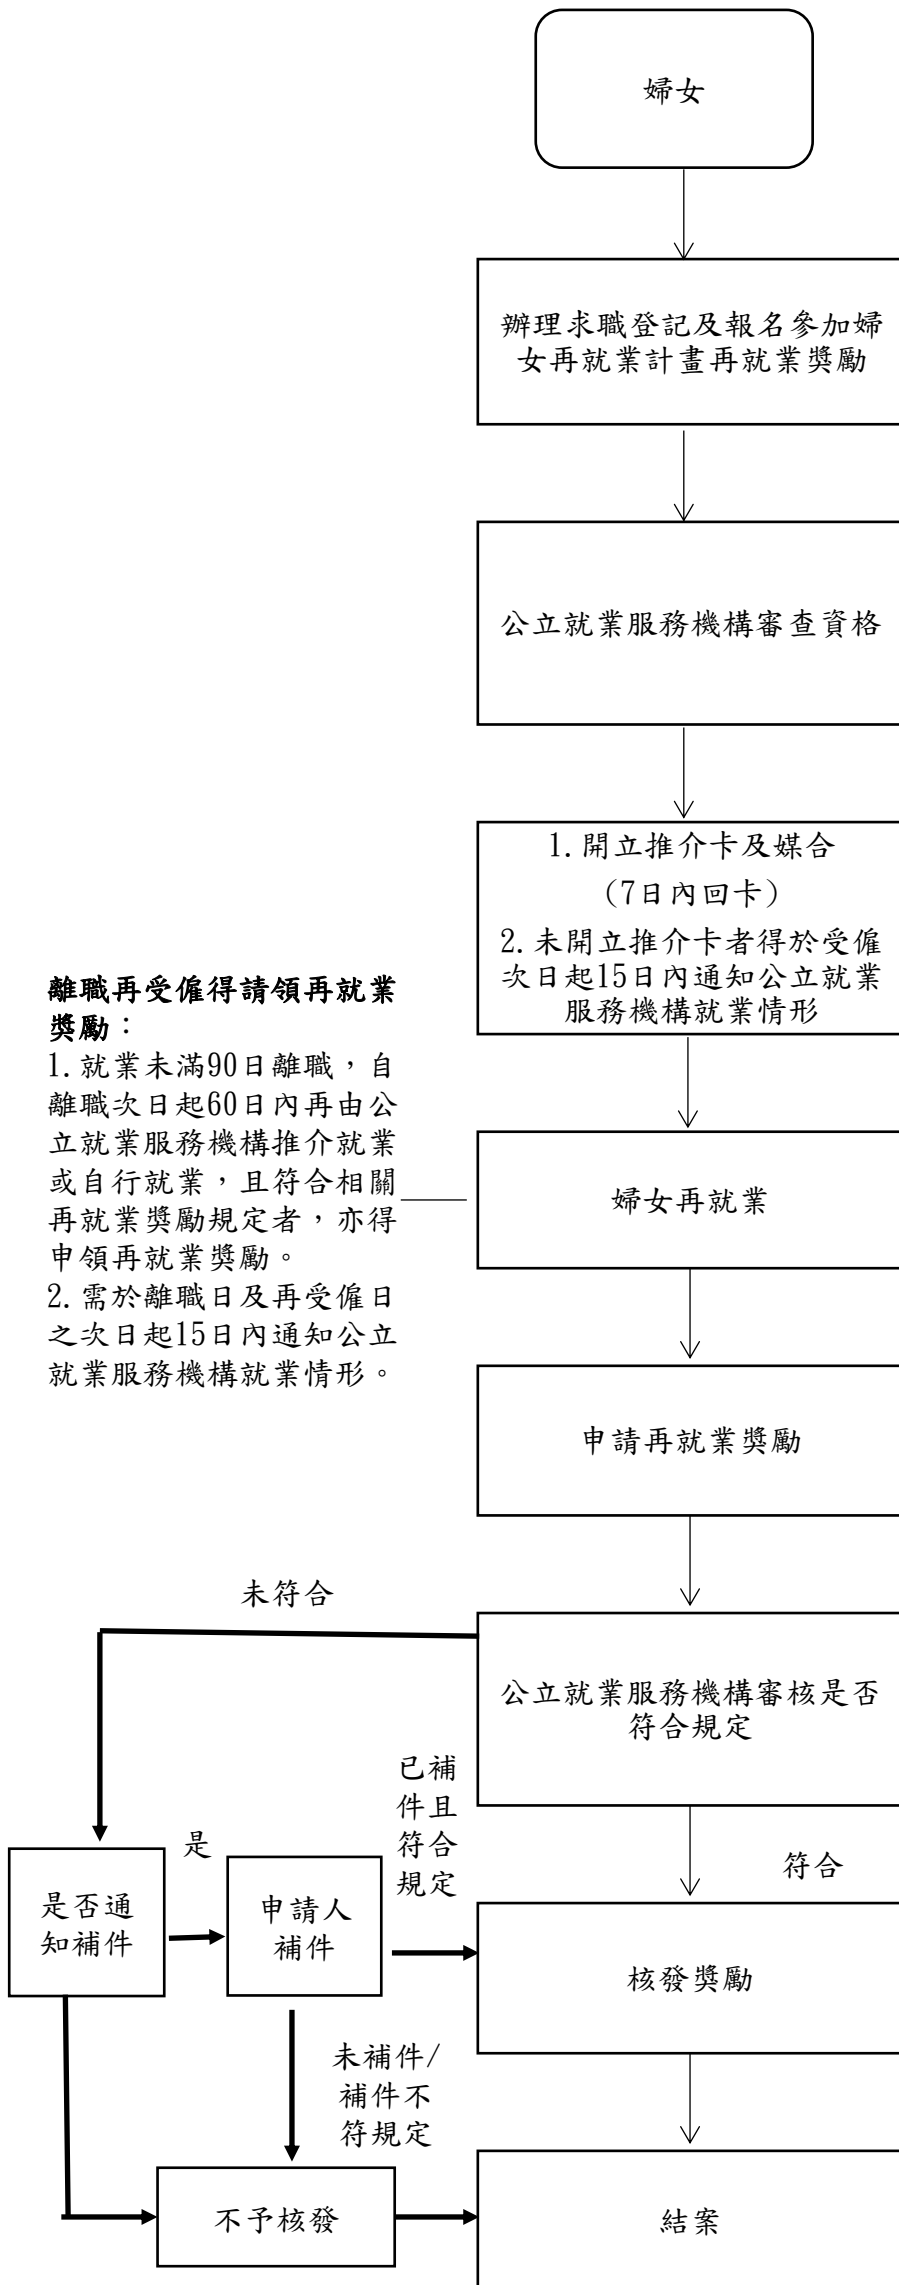 婦女
辦理求職登記及報名參加婦
女再就業計畫再就業獎勵
公立就業服務機構審查資格
1.開立推介卡及媒合
(7日內回卡)
2.未開立推介卡者得於受僱
次日起15日內通知公立就業
服務機構就業情形
離職再受僱得請領再就業
獎勵：
1.就業未滿90日離職，自
離職次日起60日內再由公
立就業服務機構推介就業
或自行就業，且符合相關
再就業獎勵規定者，亦得
申領再就業獎勵。
2.需於離職日及再受僱日
之次日起15日內通知公立
就業服務機構就業情形。
婦女再就業
申請再就業獎勵
未符合
公立就業服務機構審核是否
符合規定
已補
件且
符合
規定
是
符合
是否通
知補件
申請人
補件
核發獎勵
未補件/
補件不
符規定
不予核發
結案